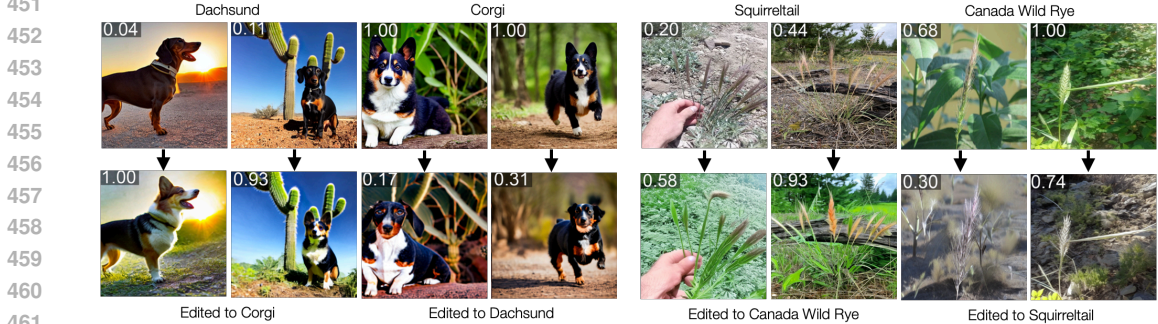 451
Dachsund Corgi Squirreltail Canada Wild Rye
452 0.04 0.11 1.00 1.00 0.20 0.44 0.68 1.00
453
454
455
456
457 1.00 0.93 0.17 0.31 0.58 0.93 0.30 0.74
458
459
460
Edited to Corgi Edited to Dachsund Edited to Canada Wild Rye Edited to Squirreltail
461